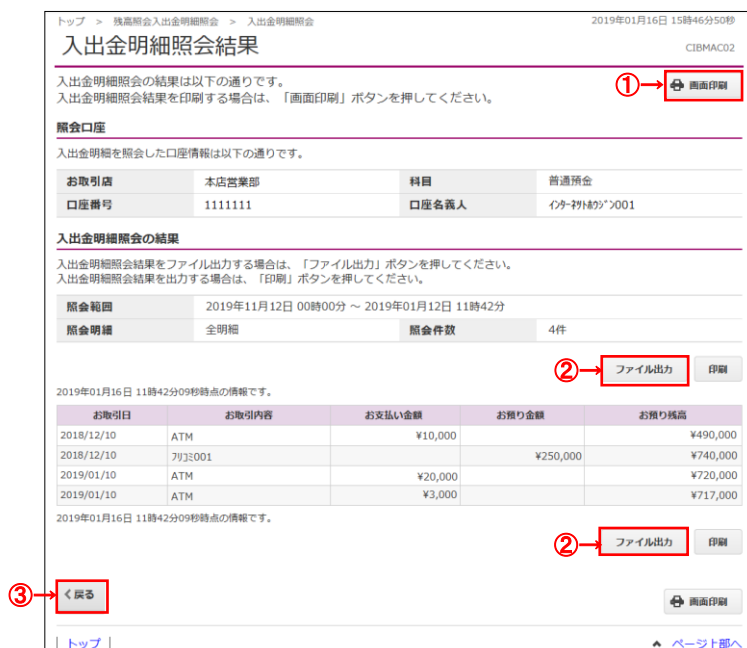 トップ > 残高照会入出金明細照会 > 入出金明細照会
2019年01月16日 15時46分50秒
入出金明細照会結果
CIBMAC02
入出金明細照会の結果は以下の通りです。
入出金明細照会結果を印刷する場合は、「画面印刷」ボタンを押してください。
① 画面印刷
照会口座
入出金明細を照会した口座情報は以下の通りです。
お取引店 本店営業部 科目 普通預金
口座番号 1111111 口座名義人 ｲﾝﾀｰﾈｯﾄﾎｳｼﾞﾝ001
入出金明細照会の結果
入出金明細照会結果をファイル出力する場合は、「ファイル出力」ボタンを押してください。
入出金明細照会結果を出力する場合は、「印刷」ボタンを押してください。
照会範囲 2019年11月12日 00時00分 ～ 2019年01月12日 11時42分
照会明細 全明細 照会件数 4件
② ファイル出力 印刷
2019年01月16日 11時42分09秒時点の情報です。
お取引日 お取引内容 お支払い金額 お預り金額 お預り残高
2018/12/10 ATM ¥10,000 ¥490,000
2018/12/10 ﾌﾘｺﾐ001 ¥250,000 ¥740,000
2019/01/10 ATM ¥20,000 ¥720,000
2019/01/10 ATM ¥3,000 ¥717,000
2019年01月16日 11時42分09秒時点の情報です。
② ファイル出力 印刷
③ 戻る
画面印刷
トップ
ページ上部へ